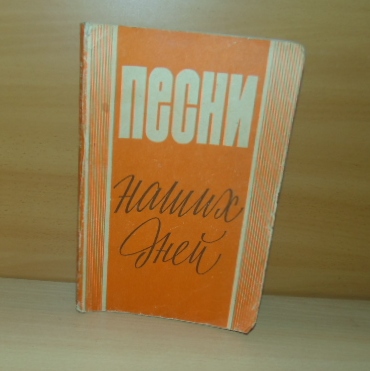 песни
наших
дней